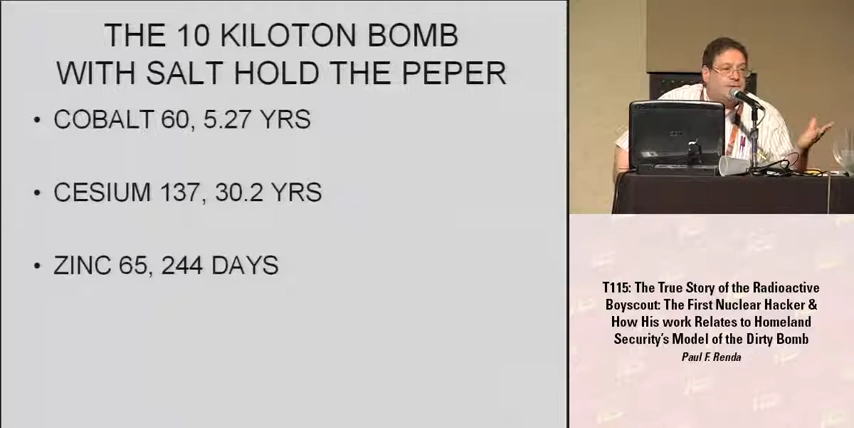 THE 10 KILOTON BOMB
WITH SALT HOLD THE PEPER
• COBALT 60, 5.27 YRS
• CESIUM 137, 30.2 YRS
• ZINC 65, 244 DAYS
T115: The True Story of the Radioactive
Boyscout: The First Nuclear Hacker &
How His work Relates to Homeland
Security's Model of the Dirty Bomb
Paul F. Renda